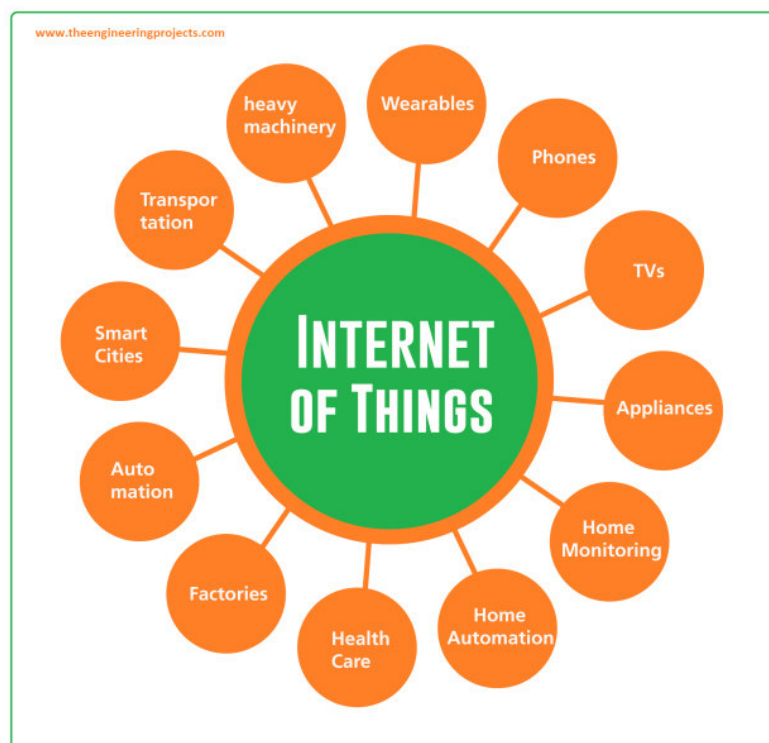 www.theengineeringprojects.com
INTERNET
OF THINGS
Wearables
Phones
TVs
Appliances
Home
Monitoring
Home
Automation
Health
Care
Factories
Auto
mation
Smart
Cities
Transpor
tation
heavy
machinery